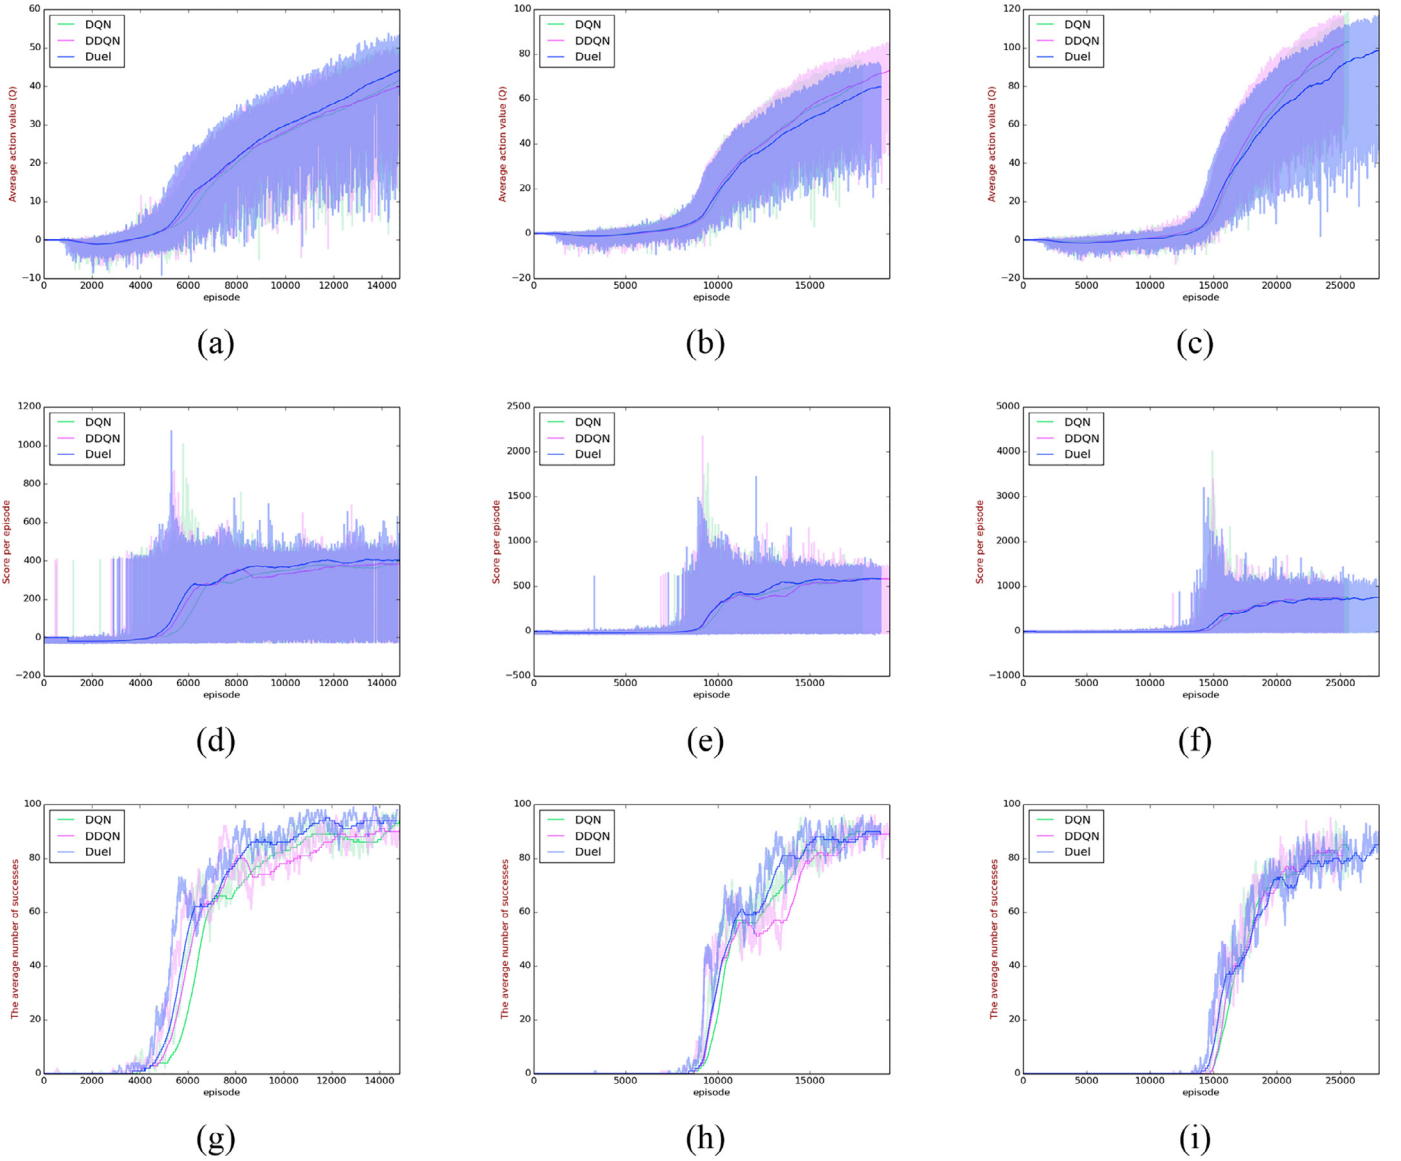 60
50
40
30
20
10
0
−10
Average action value (Q)
DQN
DDQN
Duel
0 2000 4000 6000 8000 10000 12000 14000
episode
(a)
100
80
60
40
20
0
−20
Average action value (Q)
DQN
DDQN
Duel
0 5000 10000 15000
episode
(b)
120
100
80
60
40
20
0
−20
Average action value (Q)
DQN
DDQN
Duel
0 5000 10000 15000 20000 25000
episode
(c)
1200
1000
800
600
400
200
0
−200
Score per episode
DQN
DDQN
Duel
0 2000 4000 6000 8000 10000 12000 14000
episode
(d)
2500
2000
1500
1000
500
0
−500
Score per episode
DQN
DDQN
Duel
0 5000 10000 15000
episode
(e)
5000
4000
3000
2000
1000
0
−1000
Score per episode
DQN
DDQN
Duel
0 5000 10000 15000 20000 25000
episode
(f)
100
80
60
40
20
0
The average number of successes
DQN
DDQN
Duel
0 2000 4000 6000 8000 10000 12000 14000
episode
(g)
100
80
60
40
20
0
The average number of successes
DQN
DDQN
Duel
0 5000 10000 15000
episode
(h)
100
80
60
40
20
0
The average number of successes
DQN
DDQN
Duel
0 5000 10000 15000 20000 25000
episode
(i)